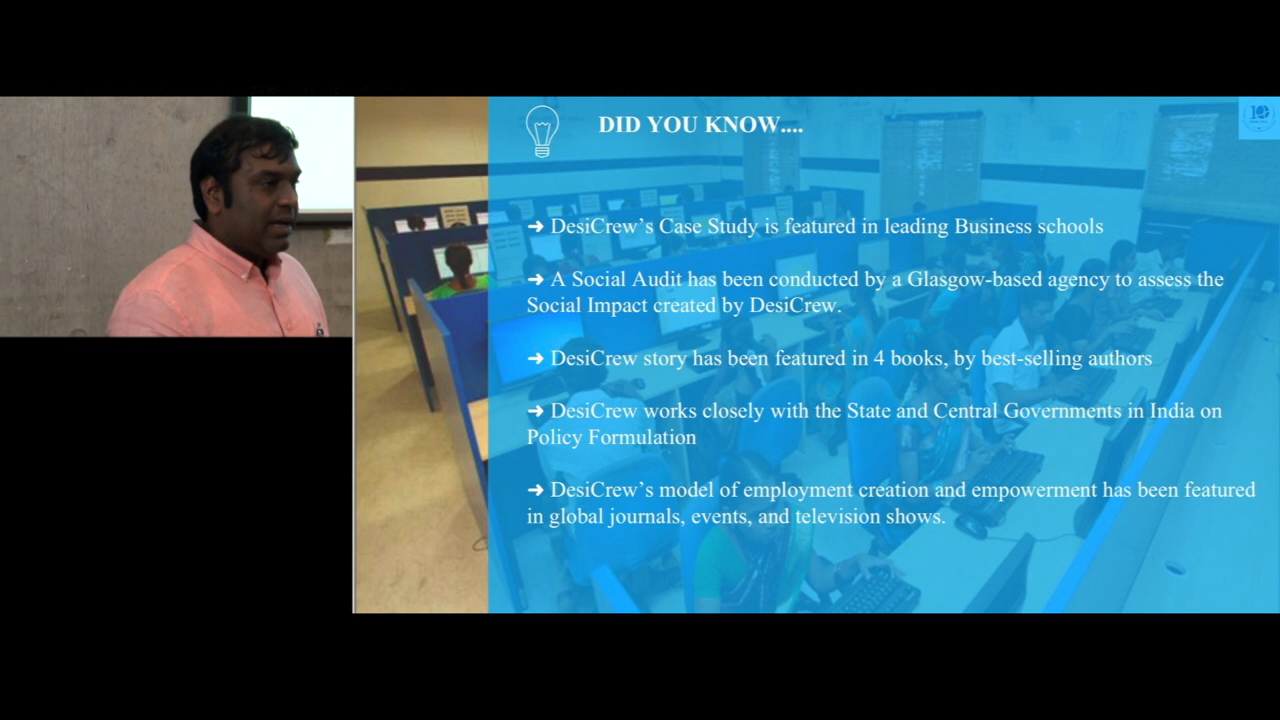 DID YOU KNOW....
➜ DesiCrew’s Case Study is featured in leading Business schools
➜ A Social Audit has been conducted by a Glasgow-based agency to assess the
Social Impact created by DesiCrew.
➜ DesiCrew story has been featured in 4 books, by best-selling authors
➜ DesiCrew works closely with the State and Central Governments in India on
Policy Formulation
➜ DesiCrew’s model of employment creation and empowerment has been featured
in global journals, events, and television shows.